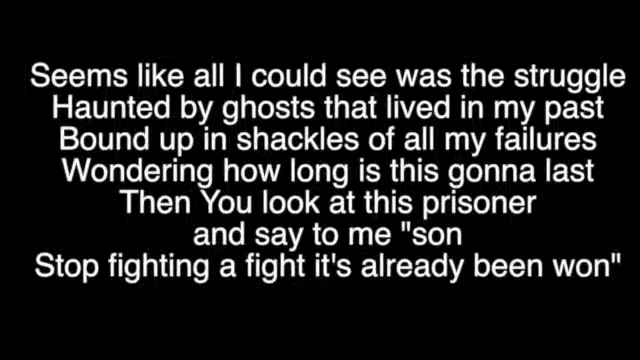 Seems like all I could see was the struggle
Haunted by ghosts that lived in my past
Bound up in shackles of all my failures
Wondering how long is this gonna last
Then You look at this prisoner
and say to me "son
Stop fighting a fight it's already been won"